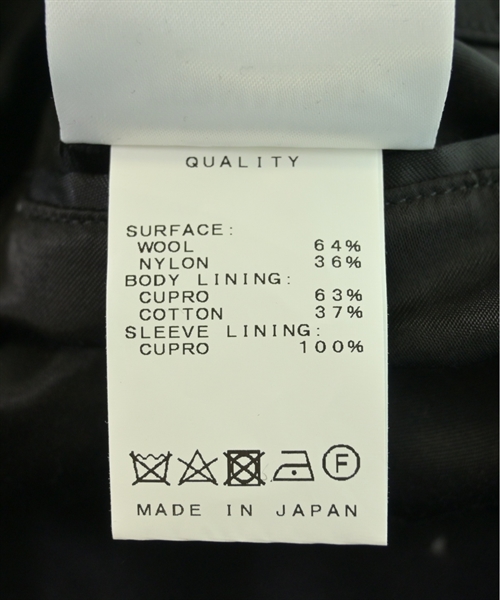 QUALITY
SURFACE:
WOOL 64%
NYLON 36%
BODY LINING:
CUPRO 63%
COTTON 37%
SLEEVE LINING:
CUPRO 100%
F
MADE IN JAPAN